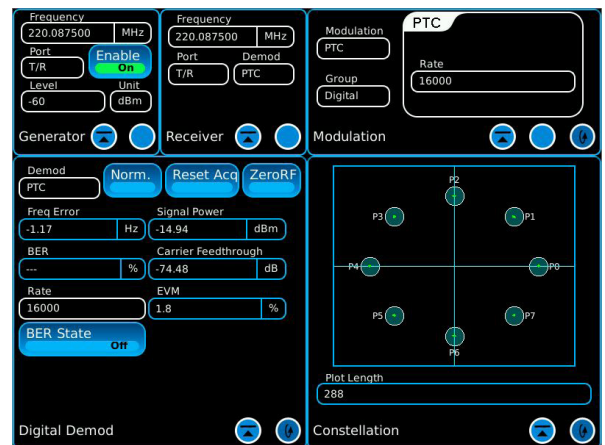 Frequency
220.087500 MHz
Port
T/R
Enable
On
Level
-60
Unit
dBm
Generator
Frequency
220.087500 MHz
Port
T/R
Demod
PTC
Receiver
Modulation
PTC
Group
Digital
PTC
Rate
16000
Modulation
Demod
PTC
Norm.
Reset Acq
ZeroRF
Freq Error
-1.17 Hz
Signal Power
-14.94 dBm
BER
--- %
Carrier Feedthrough
-74.48 dB
Rate
16000
EVM
1.8 %
BER State
Off
Digital Demod
P2
P3
P1
P4
P0
P5
P7
P6
Plot Length
288
Constellation